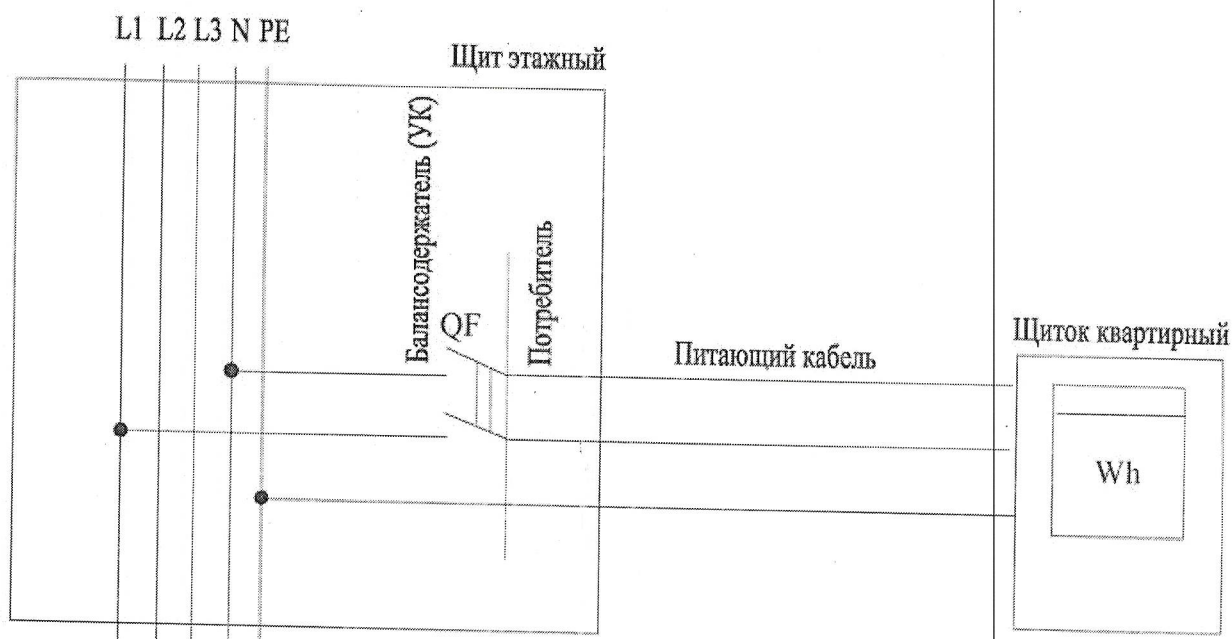 L1 L2 L3 N PE
Щит этажный
Балансодержатель (УК)
QF
Потребитель
Питающий кабель
Щиток квартирный
Wh